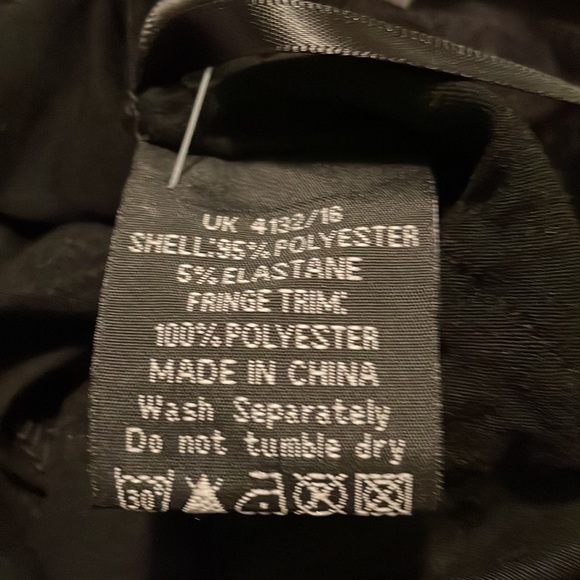 UK 4132/16
SHELL:95%POLYESTER
5%ELASTANE
FRINGE TRIM:
100%POLYESTER
MADE IN CHINA
Wash Separately
Do not tumble dry
30°